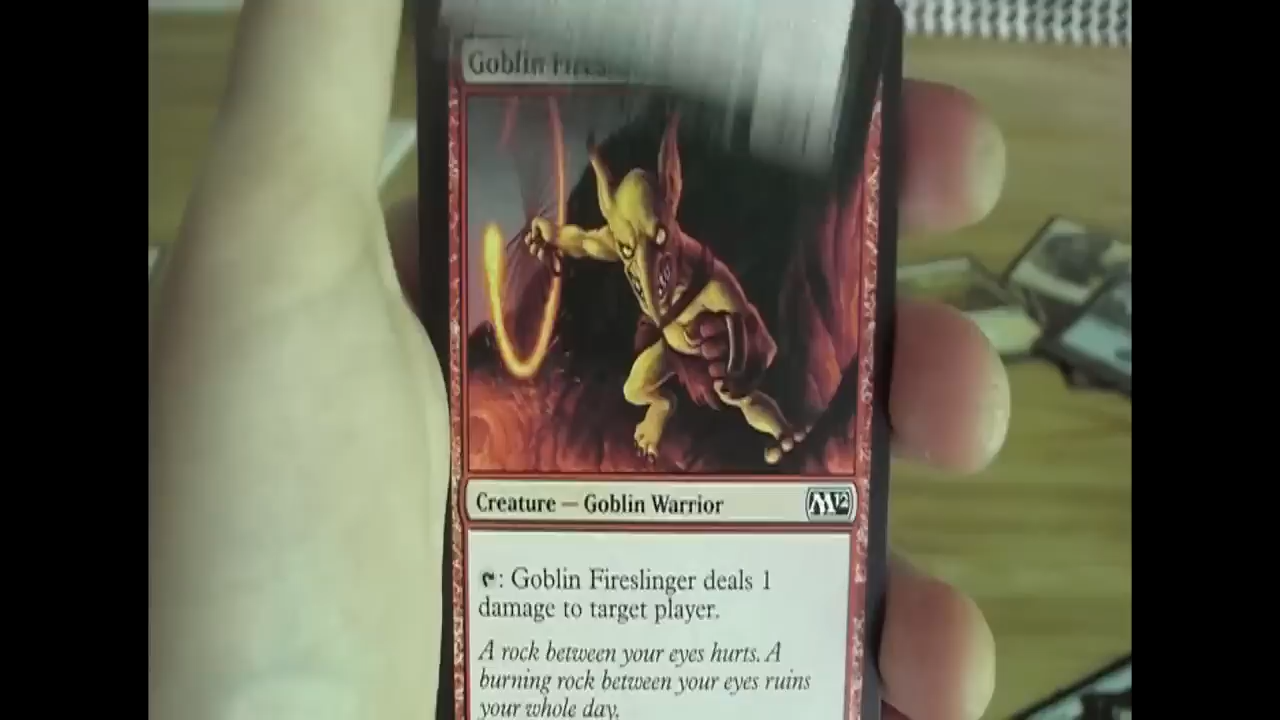 Goblin Fires
Creature — Goblin Warrior M12
: Goblin Fireslinger deals 1
damage to target player.
A rock between your eyes hurts. A
burning rock between your eyes ruins
your whole day.